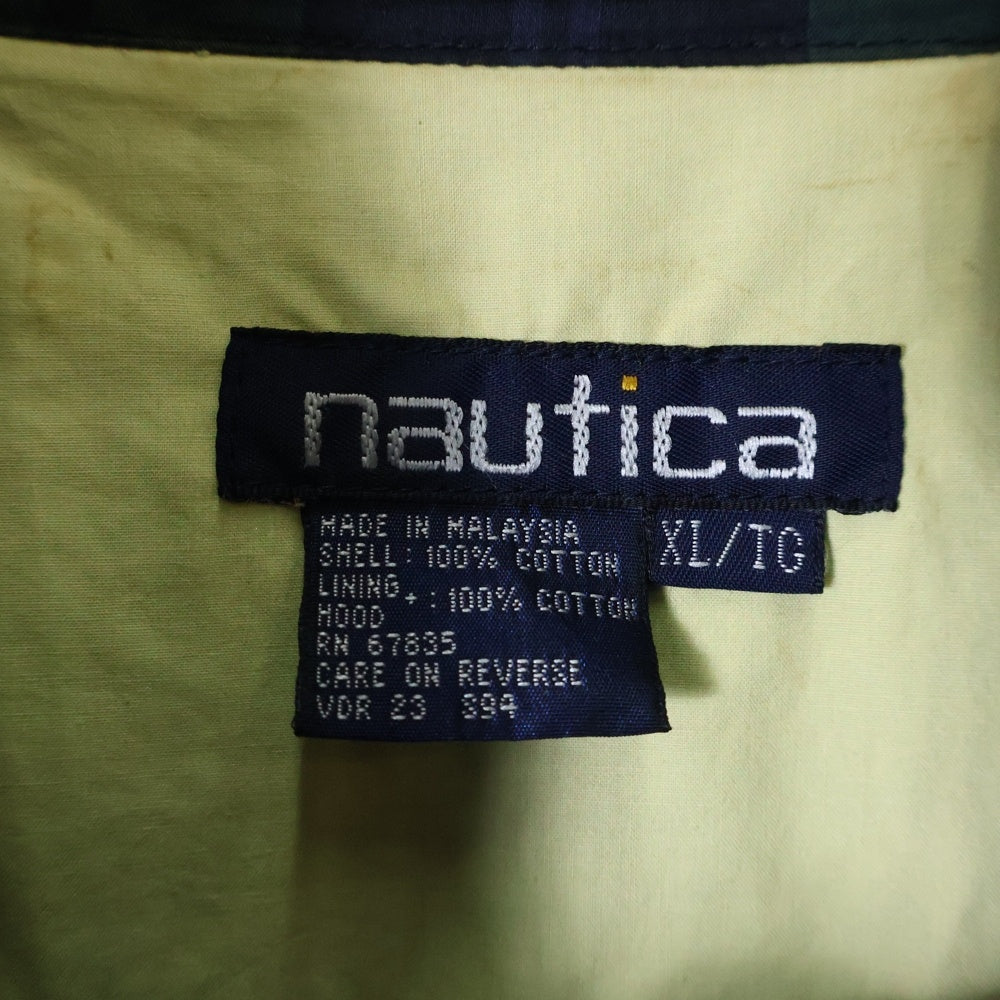 nautica
MADE IN MALAYSIA
SHELL: 100% COTTON
LINING + : 100% COTTON
HOOD
RN 67835
CARE ON REVERSE
VDR 23 394
XL/TG